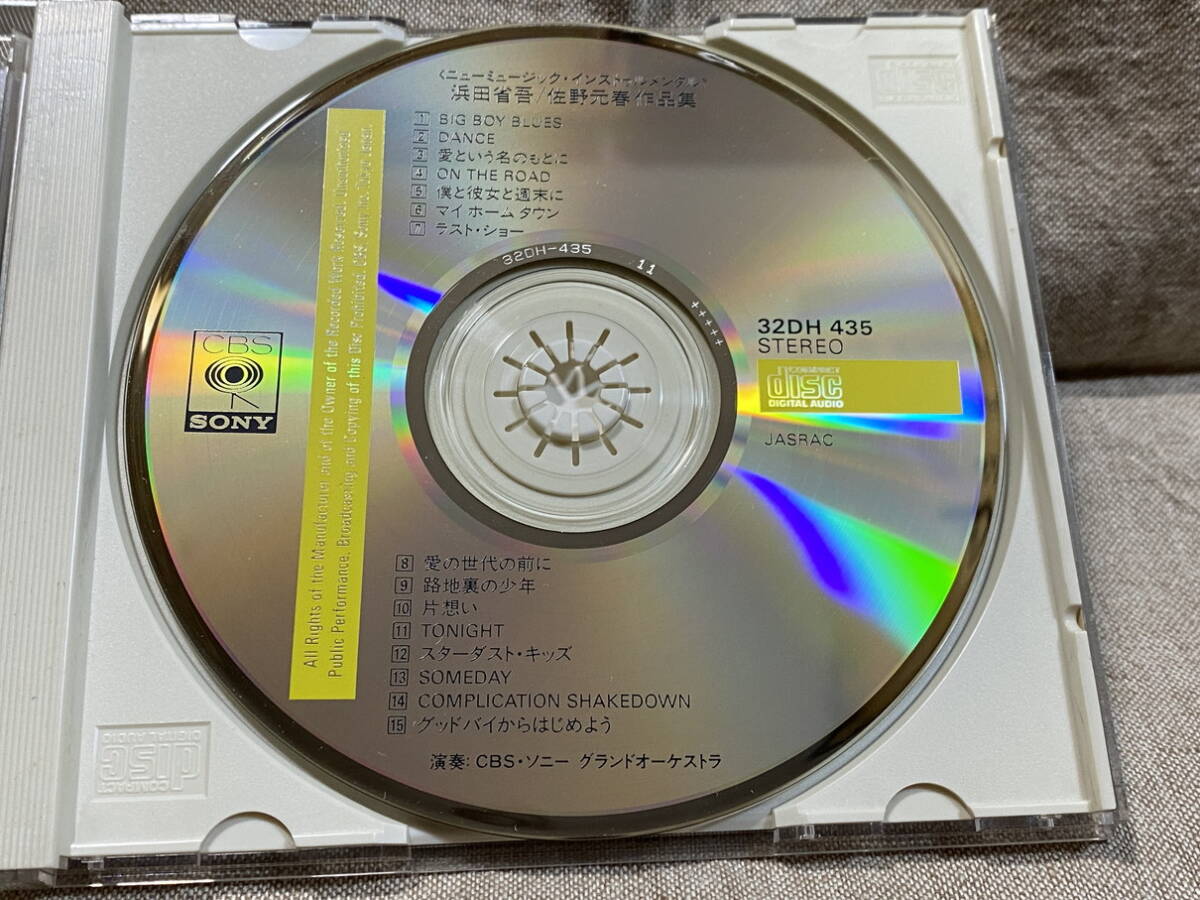 〈ニューミュージック・インストゥルメンタル〉
浜田省吾/佐野元春作品集
1 BIG BOY BLUES
2 DANCE
3 愛という名のもとに
4 ON THE ROAD
5 僕と彼女と週末に
6 マイ ホーム タウン
7 ラスト・ショー
32DH-435 11 +++++
CBS
SONY
All Rights of the Manufacturer and of the Owner of the Recorded Work Reserved. Unauthorized
Public Performance, Broadcasting and Copying of this Disc Prohibited.
32DH 435
STEREO
COMPACT
disc
DIGITAL AUDIO
JASRAC
8 愛の世代の前に
9 路地裏の少年
10 片想い
11 TONIGHT
12 スターダスト・キッズ
13 SOMEDAY
14 COMPLICATION SHAKEDOWN
15 グッドバイからはじめよう
演奏: CBS・ソニー グランドオーケストラ
COMPACT
disc
DIGITAL AUDIO